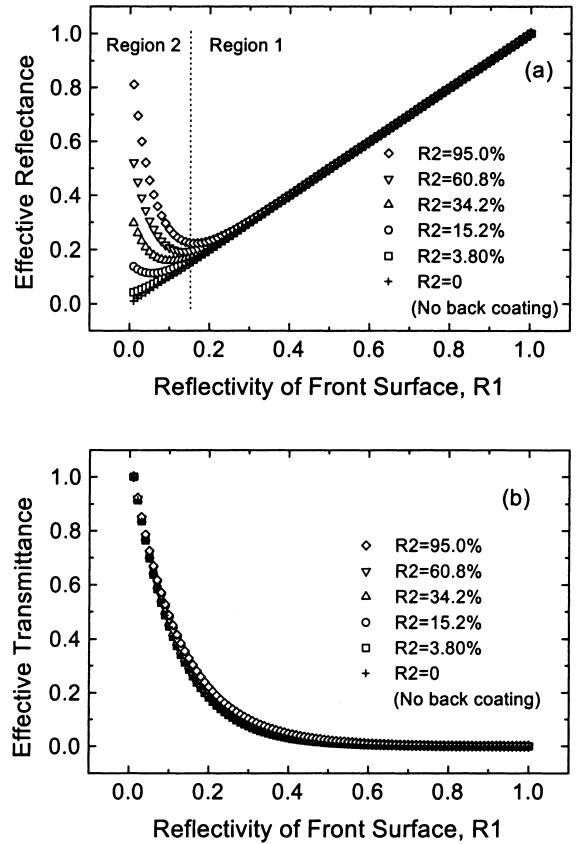 Region 2
Region 1
(a)
Effective Reflectance
1.0
0.8
0.6
0.4
0.2
0.0
R2=95.0%
R2=60.8%
R2=34.2%
R2=15.2%
R2=3.80%
R2=0
(No back coating)
0.0 0.2 0.4 0.6 0.8 1.0
Reflectivity of Front Surface, R1
(b)
Effective Transmittance
1.0
0.8
0.6
0.4
0.2
0.0
R2=95.0%
R2=60.8%
R2=34.2%
R2=15.2%
R2=3.80%
R2=0
(No back coating)
0.0 0.2 0.4 0.6 0.8 1.0
Reflectivity of Front Surface, R1